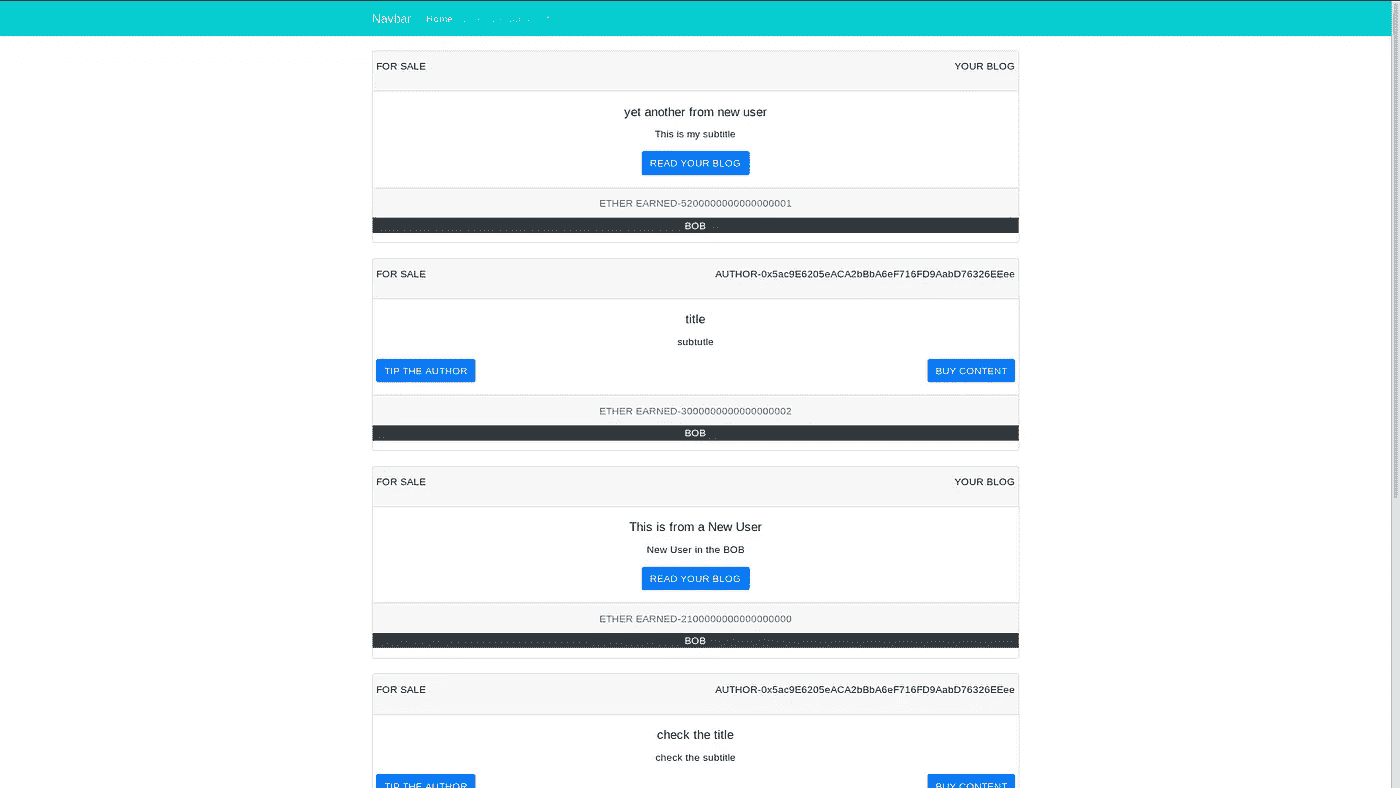 Navbar Home
FOR SALE YOUR BLOG
yet another from new user
This is my subtitle
READ YOUR BLOG
ETHER EARNED-5200000000000000001
BOB
FOR SALE AUTHOR-0x5ac9E6205eACA2bBbA6eF716FD9AabD76326EEee
title
subtutle
TIP THE AUTHOR BUY CONTENT
ETHER EARNED-3000000000000000002
BOB
FOR SALE YOUR BLOG
This is from a New User
New User in the BOB
READ YOUR BLOG
ETHER EARNED-2100000000000000000
BOB
FOR SALE AUTHOR-0x5ac9E6205eACA2bBbA6eF716FD9AabD76326EEee
check the title
check the subtitle
TIP THE AUTHOR BUY CONTENT